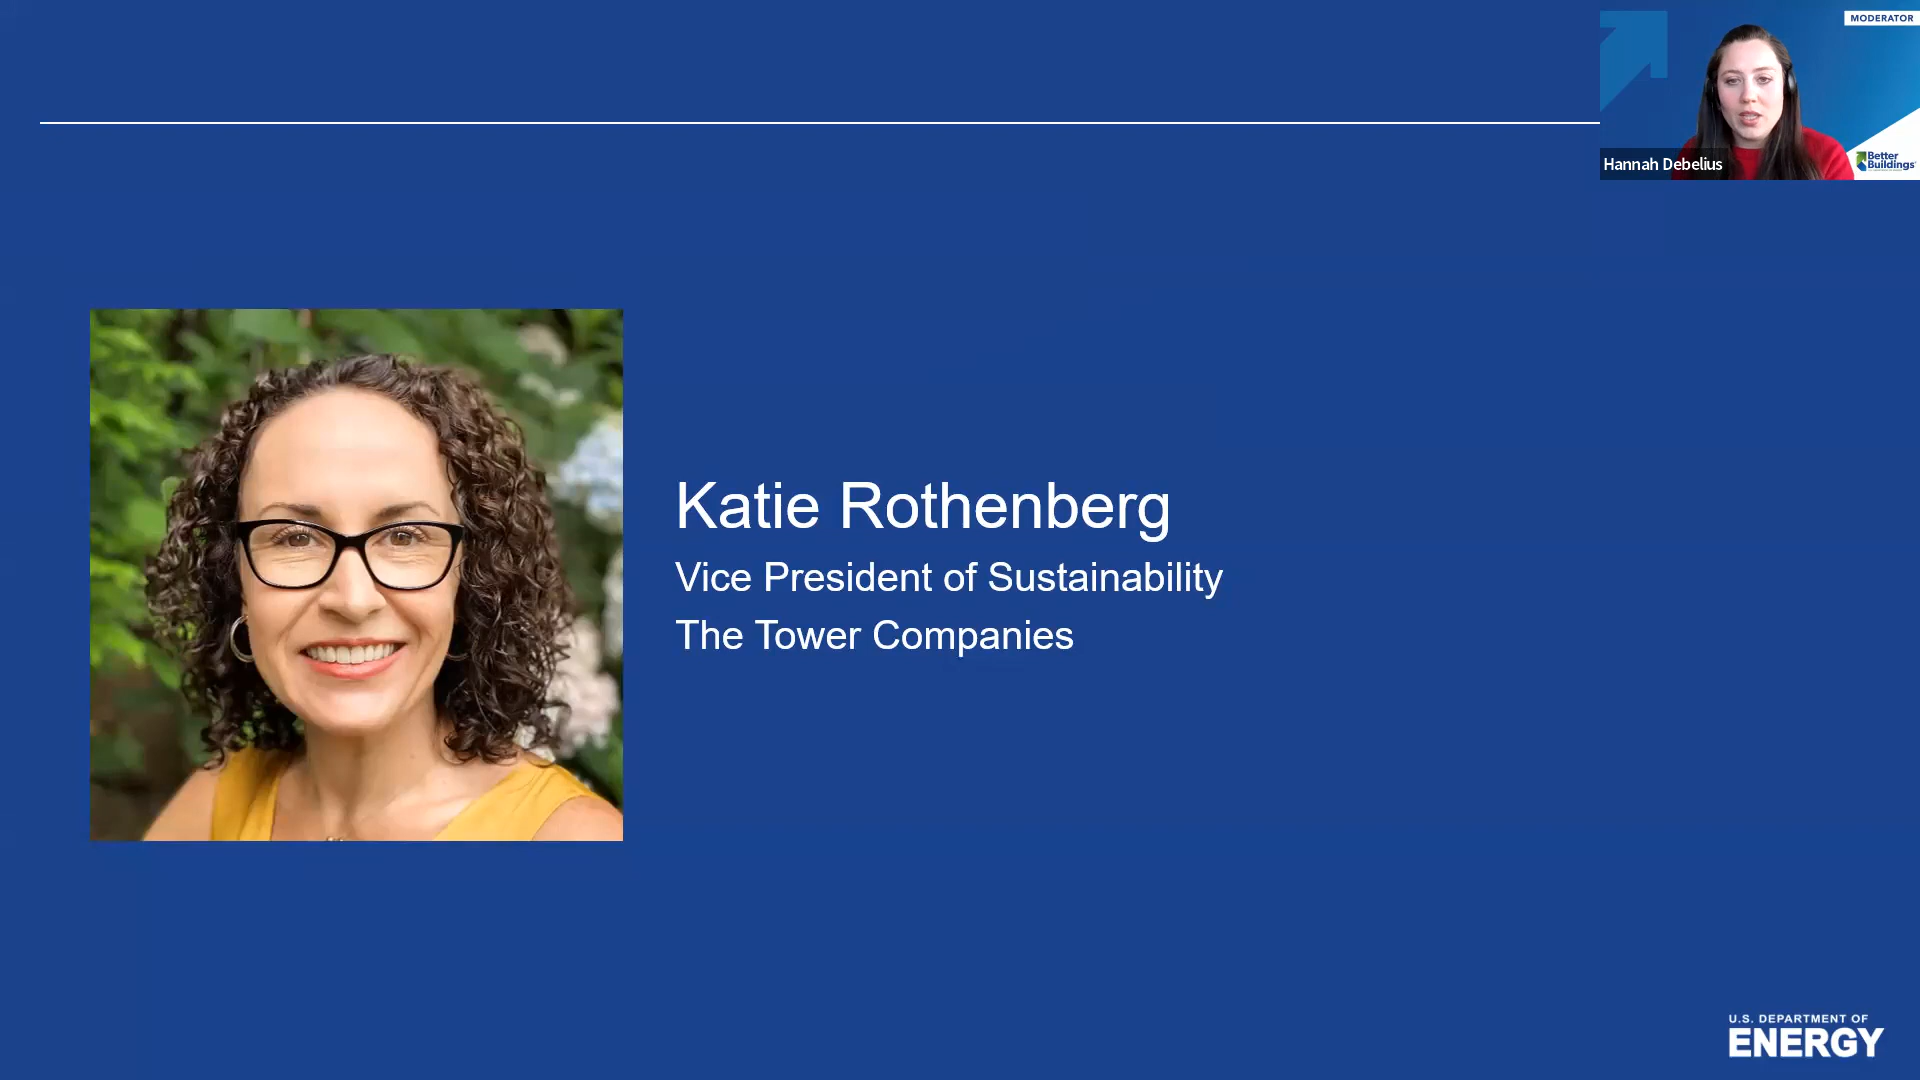 MODERATOR
Hannah Debelius
Better
Buildings
Katie Rothenberg
Vice President of Sustainability
The Tower Companies
U.S. DEPARTMENT OF
ENERGY